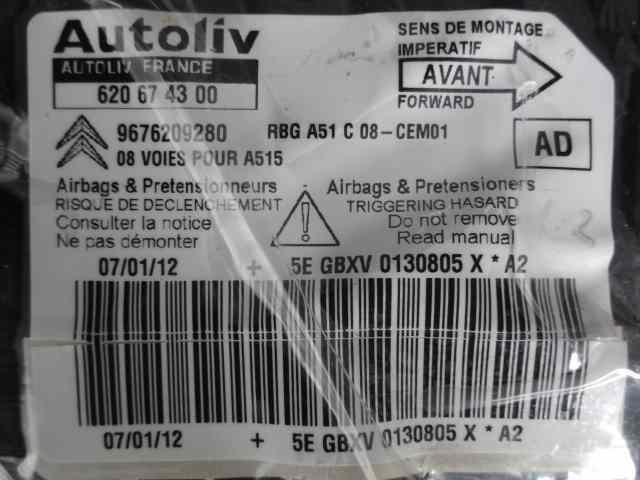 Autoliv
AUTOLIV FRANCE
620 67 43 00
SENS DE MONTAGE
IMPERATIF
AVANT
FORWARD
9676209280 RBG A51 C 08-CEM01
08 VOIES POUR A515
AD
Airbags & Pretensionneurs
RISQUE DE DECLENCHEMENT
Consulter la notice
Ne pas démonter
Airbags & Pretensioners
TRIGGERING HASARD
Do not remove
Read manual
07/01/12 + 5E GBXV 0130805 X * A2
07/01/12 + 5E GBXV 0130805 X * A2